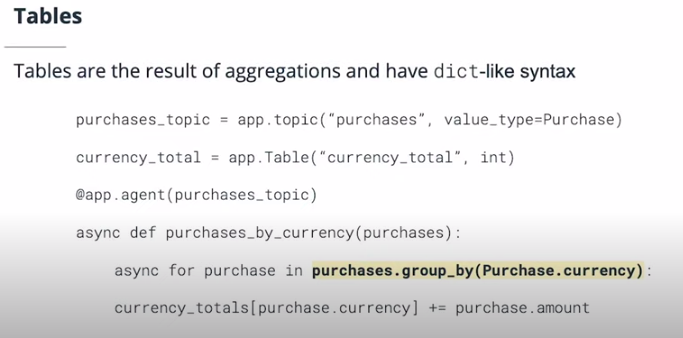 Tables
Tables are the result of aggregations and have dict-like syntax
purchases_topic = app.topic(“purchases”, value_type=Purchase)
currency_total = app.Table(“currency_total”, int)
@app.agent(purchases_topic)
async def purchases_by_currency(purchases):
async for purchase in purchases.group_by(Purchase.currency):
currency_totals[purchase.currency] += purchase.amount